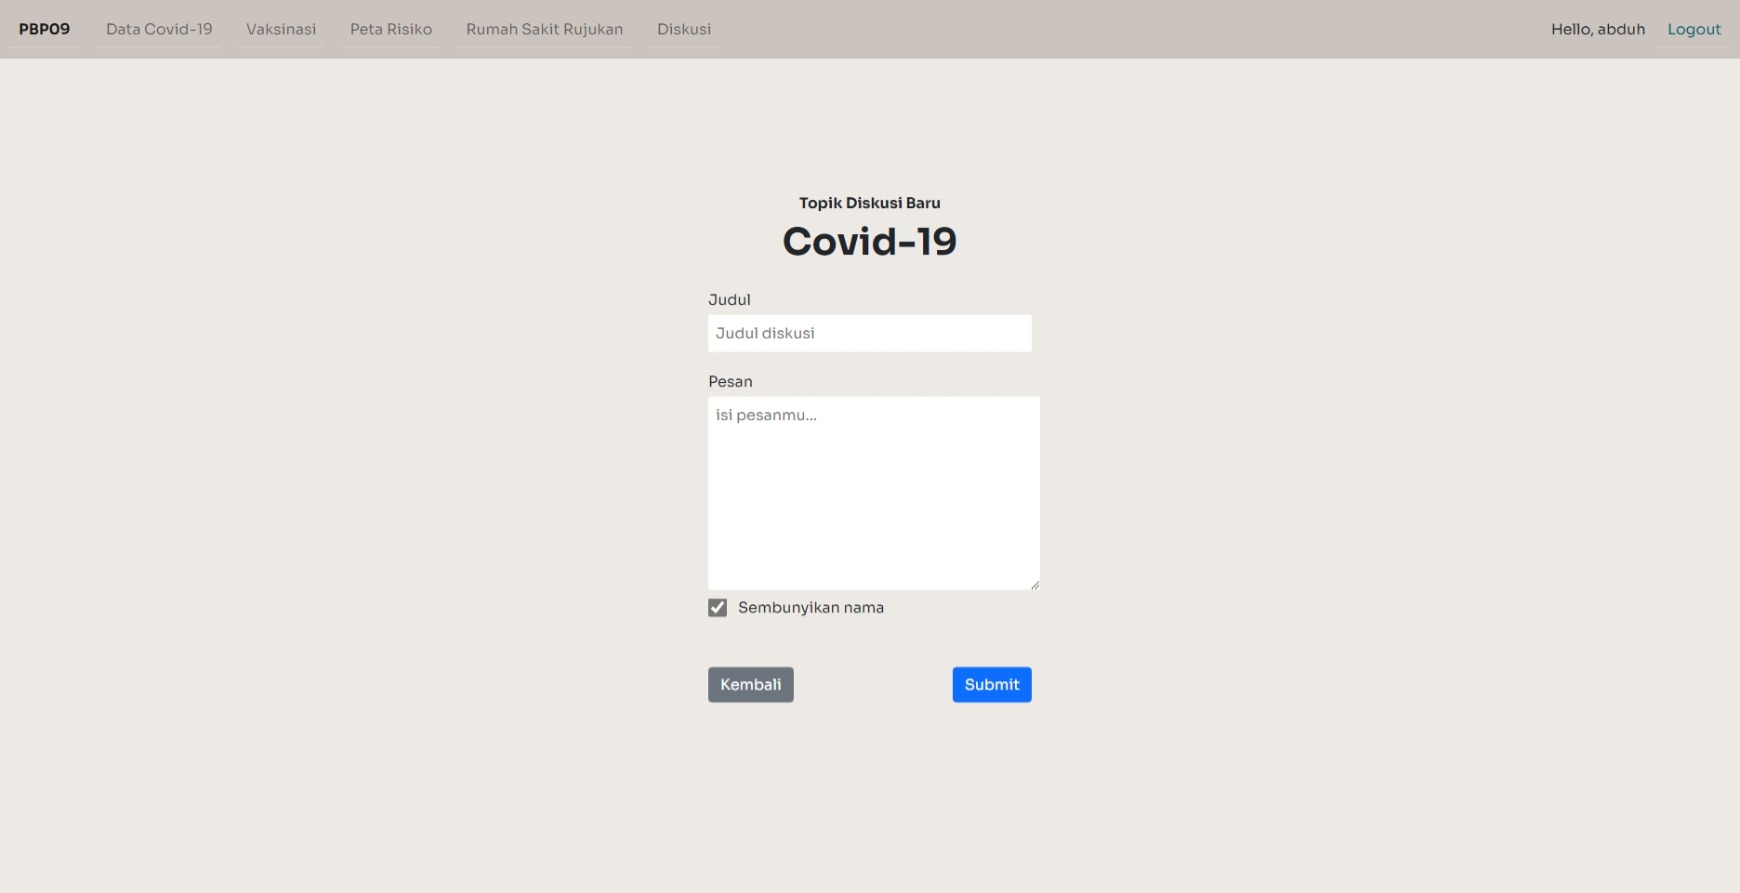 PBP09 Data Covid-19 Vaksinasi Peta Risiko Rumah Sakit Rujukan Diskusi Hello, abduh Logout
Topik Diskusi Baru
Covid-19
Judul
Judul diskusi
Pesan
isi pesanmu...
Sembunyikan nama
Kembali Submit